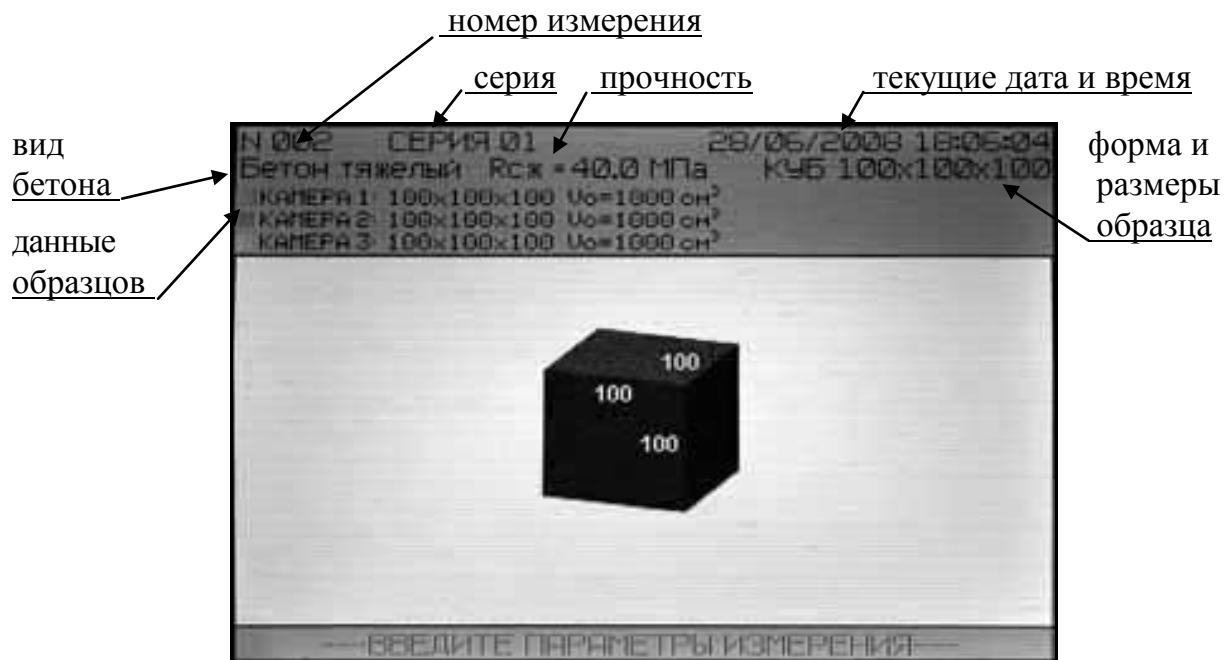 номер измерения
серия
прочность
текущие дата и время
вид
бетона
данные
образцов
форма и
размеры
образца
N 002 СЕРИЯ 01 28/06/2008 18:06:04
Бетон тяжелый Rсж =40.0 МПа КУБ 100x100x100
КАМЕРА 1: 100x100x100 Vo=1000 см³
КАМЕРА 2: 100x100x100 Vo=1000 см³
КАМЕРА 3: 100x100x100 Vo=1000 см³
100
100
100
----ВВЕДИТЕ ПАРАМЕТРЫ ИЗМЕРЕНИЯ----